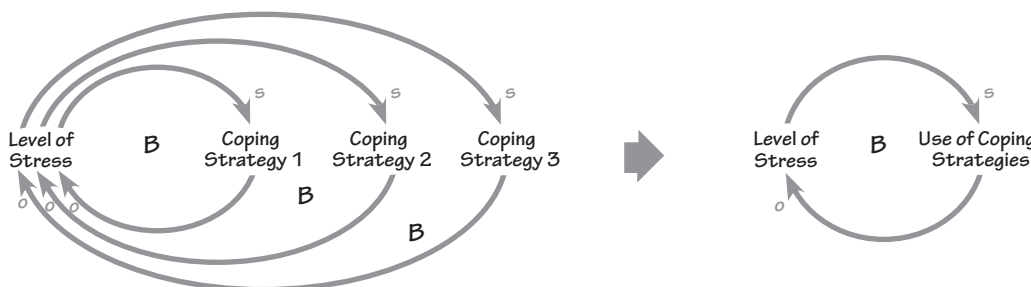 s
s
s
s
Level of
Stress
B
Coping
Strategy 1
Coping
Strategy 2
Coping
Strategy 3
Level of
Stress
B
Use of Coping
Strategies
B
B
o
o
o
o